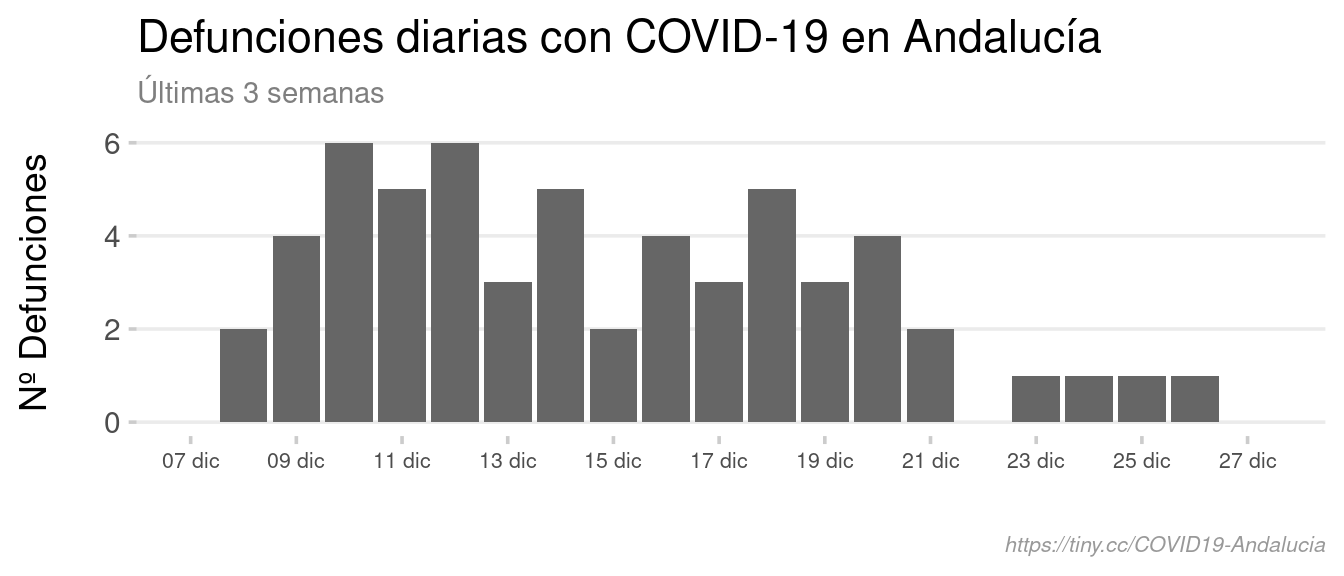 Defunciones diarias con COVID-19 en Andalucía
Últimas 3 semanas
Nº Defunciones
6
4
2
0
07 dic 09 dic 11 dic 13 dic 15 dic 17 dic 19 dic 21 dic 23 dic 25 dic 27 dic
https://tiny.cc/COVID19-Andalucia